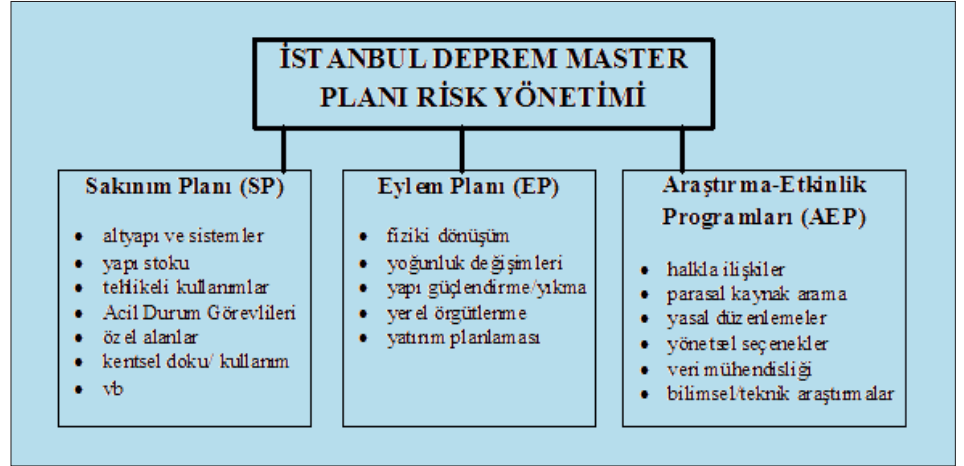 İSTANBUL DEPREM MASTER
PLANI RİSK YÖNETİMİ
Sakınım Planı (SP)
• altyapı ve sistemler
• yapı stoku
• tehlikeli kullanımlar
• Acil Durum Görevlileri
• özel alanlar
• kentsel doku/ kullanım
• vb
Eylem Planı (EP)
• fiziki dönüşüm
• yoğunluk değişimleri
• yapı güçlendirme/yıkma
• yerel örgütlenme
• yatırım planlaması
Araştırma-Etkinlik
Programları (AEP)
• halkla ilişkiler
• parasal kaynak arama
• yasal düzenlemeler
• yönetsel seçenekler
• veri mühendisliği
• bilimsel/teknik araştırmalar